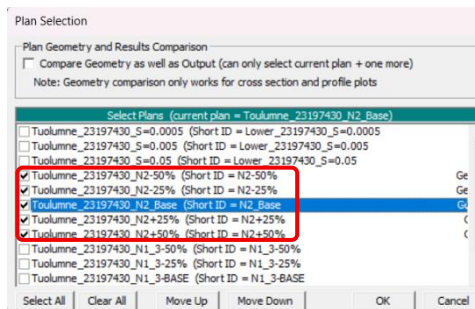 Plan Selection
Plan Geometry and Results Comparison
Compare Geometry as well as Output (can only select current plan + one more)
Note: Geometry comparison only works for cross section and profile plots
Select Plans (current plan = Toulumne_23197430_N2_Base)
Tuolumne_23197430_S=0.0005 (Short ID = Lower_23197430_S=0.0005
Tuolumne_23197430_S=0.005 (Short ID = Lower_23197430_S=0.005
Tuolumne_23197430_S=0.05 (Short ID = Lower_23197430_S=0.05
Tuolumne_23197430_N2-50% (Short ID = N2-50% Ge
Tuolumne_23197430_N2-25% (Short ID = N2-25% Ge
Toulumne_23197430_N2_Base (Short ID = N2_Base
Tuolumne_23197430_N2+25% (Short ID = N2+25%
Tuolumne_23197430_N2+50% (Short ID = N2+50%
Tuolumne_23197430_N1_3-50% (Short ID = N1_3-50%
Tuolumne_23197430_N1_3-25% (Short ID = N1_3-25%
Tuolumne_23197430_N1_3-BASE (Short ID = N1_3-BASE
Select All Clear All Move Up Move Down OK Cancel